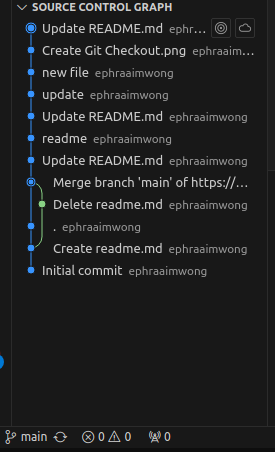 SOURCE CONTROL GRAPH
Update README.md ephr...
Create Git Checkout.png ephraaimwong
new file ephraaimwong
update ephraaimwong
Update README.md ephraaimwong
readme ephraaimwong
Update README.md ephraaimwong
Merge branch 'main' of https://...
Delete readme.md ephraaimwong
. ephraaimwong
Create readme.md ephraaimwong
Initial commit ephraaimwong
main 0 0 0